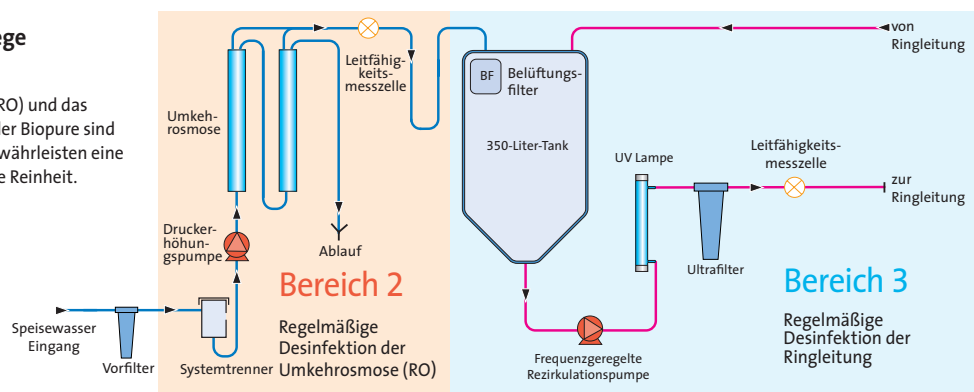 ege
RO) und das
der Biopure sind
währleisten eine
e Reinheit.
Speisewasser
Eingang
Vorfilter
Systemtrenner
Drucker-
höhun-
gspumpe
Umkeh-
rosmose
Leitfähig-
keits-
messzelle
Ablauf
Bereich 2
Regelmäßige
Desinfektion der
Umkehrosmose (RO)
BF
Belüftungs-
filter
350-Liter-Tank
von
Ringleitung
UV Lampe
Leitfähigkeits-
messzelle
zur
Ringleitung
Ultrafilter
Frequenzgeregelte
Rezirkulationspumpe
Bereich 3
Regelmäßige
Desinfektion der
Ringleitung